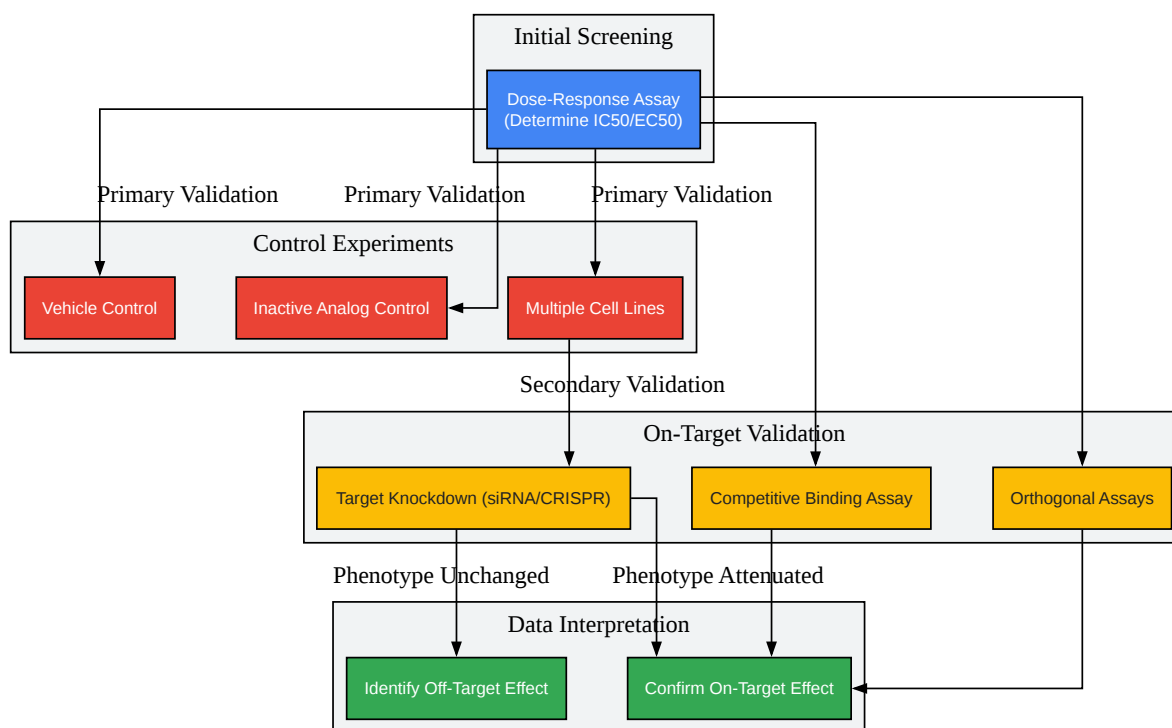 Initial Screening
Dose-Response Assay
(Determine IC50/EC50)
Primary Validation
Primary Validation
Primary Validation
Control Experiments
Vehicle Control
Inactive Analog Control
Multiple Cell Lines
Secondary Validation
On-Target Validation
Target Knockdown (siRNA/CRISPR)
Competitive Binding Assay
Orthogonal Assays
Phenotype Unchanged
Phenotype Attenuated
Data Interpretation
Identify Off-Target Effect
Confirm On-Target Effect